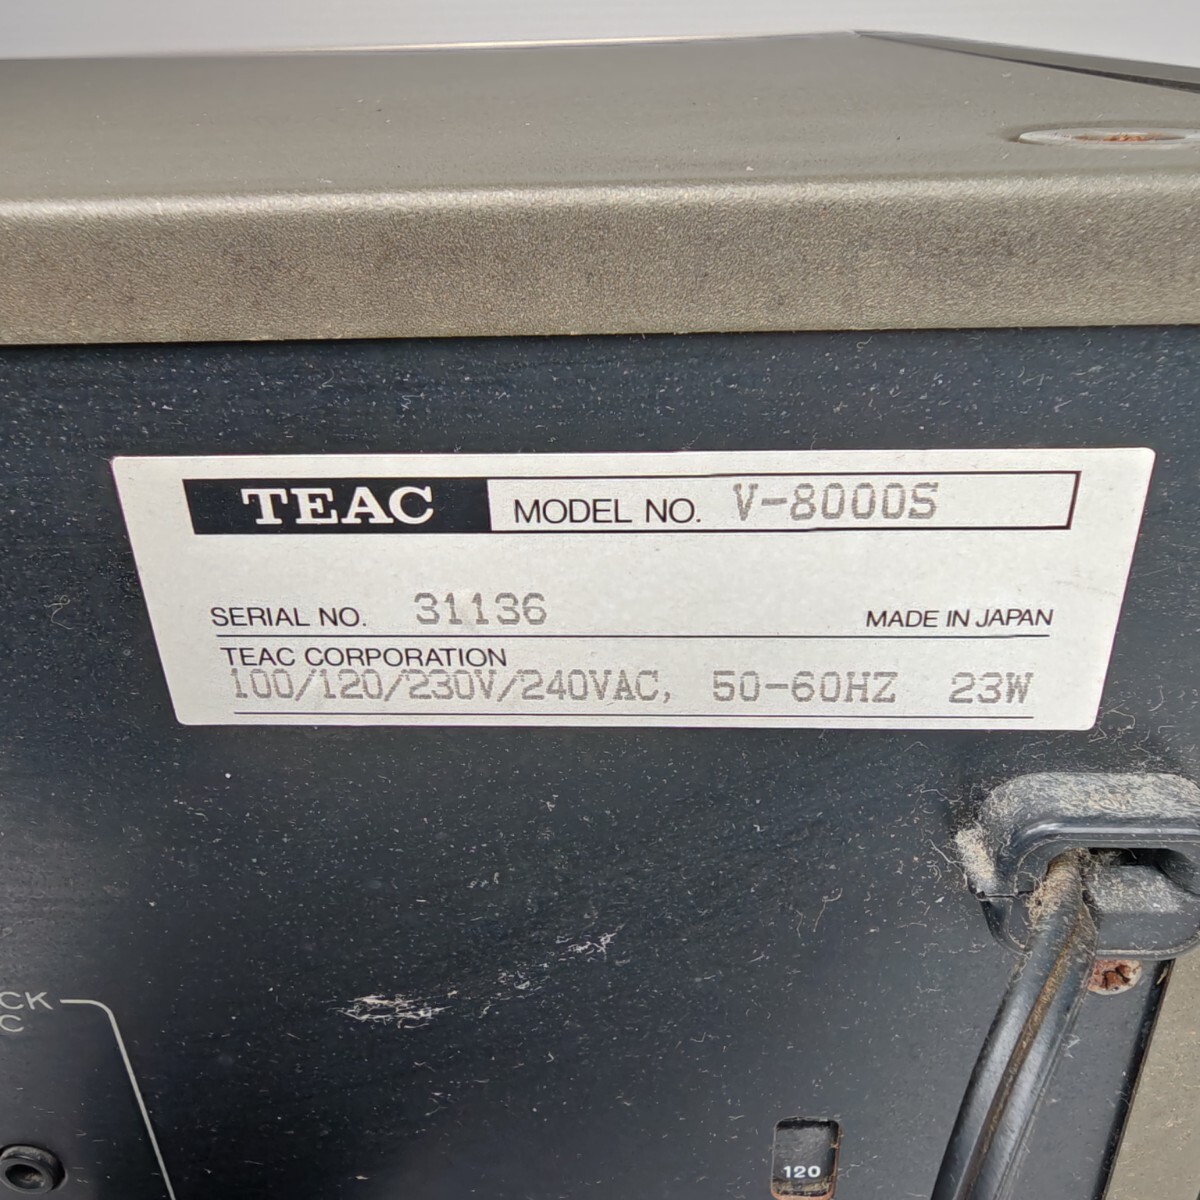 TEAC MODEL NO. V-8000S
SERIAL NO. 31136 MADE IN JAPAN
TEAC CORPORATION
100/120/230V/240VAC, 50-60HZ 23W
CK
C
120